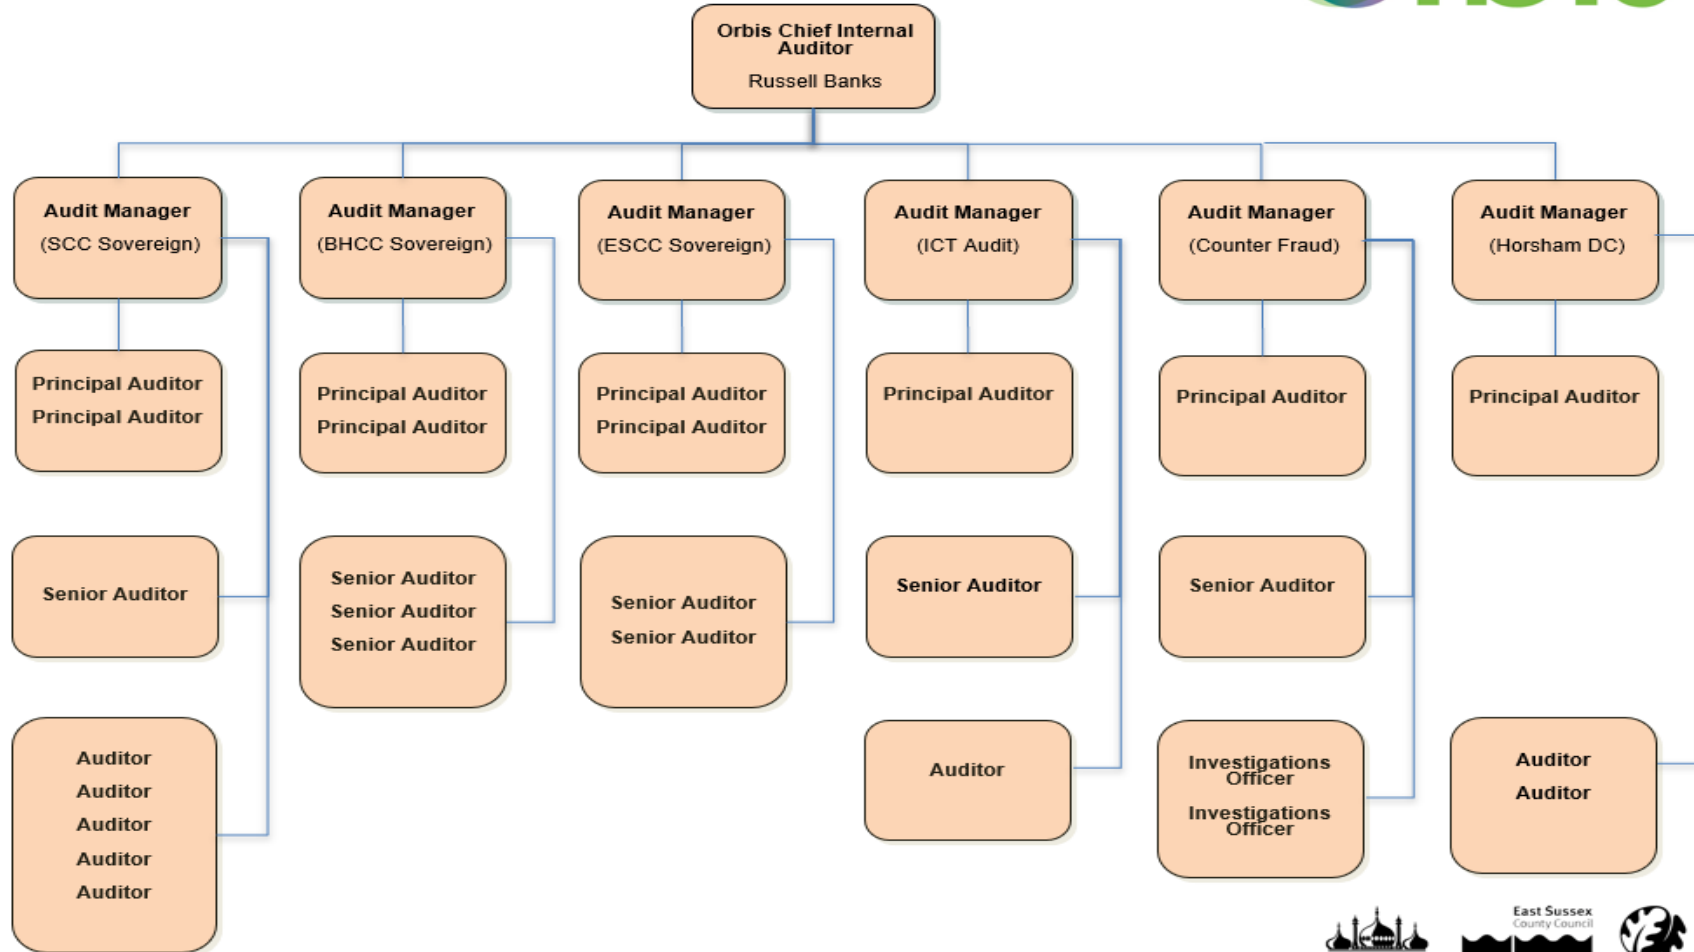 Orbis Chief Internal
Auditor
Russell Banks
Audit Manager
(SCC Sovereign)
Audit Manager
(BHCC Sovereign)
Audit Manager
(ESCC Sovereign)
Audit Manager
(ICT Audit)
Audit Manager
(Counter Fraud)
Audit Manager
(Horsham DC)
Principal Auditor
Principal Auditor
Principal Auditor
Principal Auditor
Principal Auditor
Principal Auditor
Principal Auditor
Principal Auditor
Principal Auditor
Senior Auditor
Senior Auditor
Senior Auditor
Senior Auditor
Senior Auditor
Senior Auditor
Senior Auditor
Senior Auditor
Auditor
Auditor
Auditor
Auditor
Auditor
Auditor
Investigations
Officer
Investigations
Officer
Auditor
Auditor
East Sussex
County Council